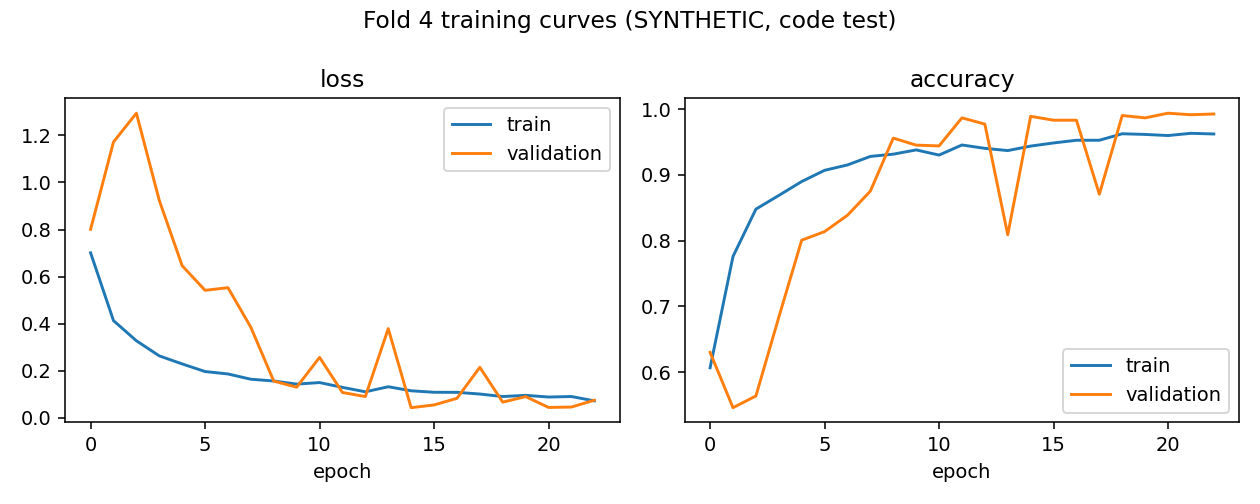 Fold 4 training curves (SYNTHETIC, code test)
loss
train
validation
1.2
1.0
0.8
0.6
0.4
0.2
0.0
0 5 10 15 20
epoch
accuracy
1.0
0.9
0.8
0.7
0.6
train
validation
0 5 10 15 20
epoch